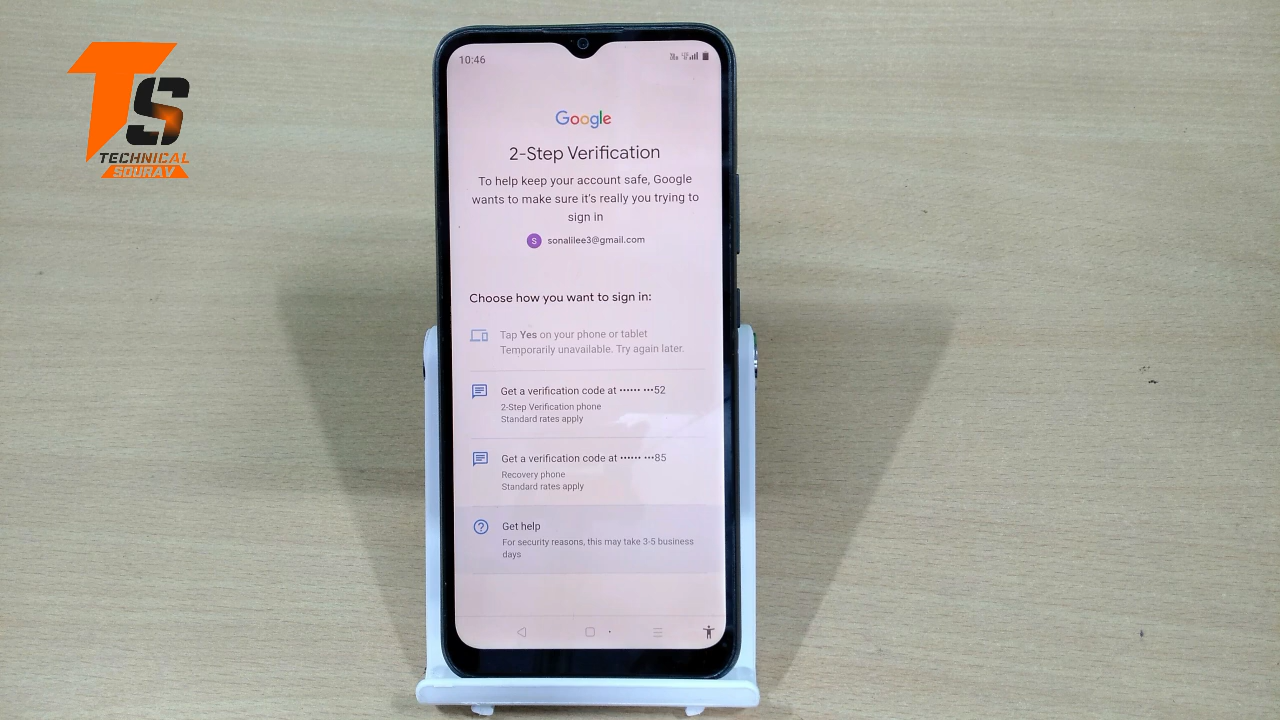 TS
TECHNICAL
SOURAV
10:46
Google
2-Step Verification
To help keep your account safe, Google
wants to make sure it's really you trying to
sign in
S sonalilee3@gmail.com
Choose how you want to sign in:
Tap Yes on your phone or tablet
Temporarily unavailable. Try again later.
Get a verification code at •••••• •••52
2-Step Verification phone
Standard rates apply
Get a verification code at •••••• •••85
Recovery phone
Standard rates apply
Get help
For security reasons, this may take 3-5 business
days